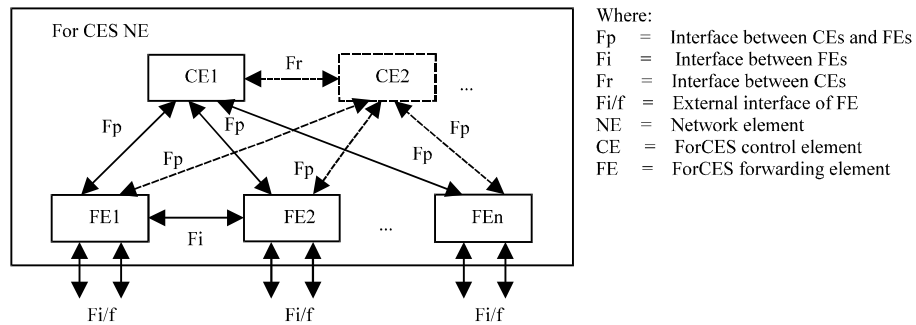 For CES NE
CE1
Fr
CE2
...
Fp
Fp
Fp
Fp
Fp
Fp
FE1
Fi
FE2
...
FEn
Fi/f
Fi/f
Fi/f
Where:
Fp = Interface between CEs and FEs
Fi = Interface between FEs
Fr = Interface between CEs
Fi/f = External interface of FE
NE = Network element
CE = ForCES control element
FE = ForCES forwarding element